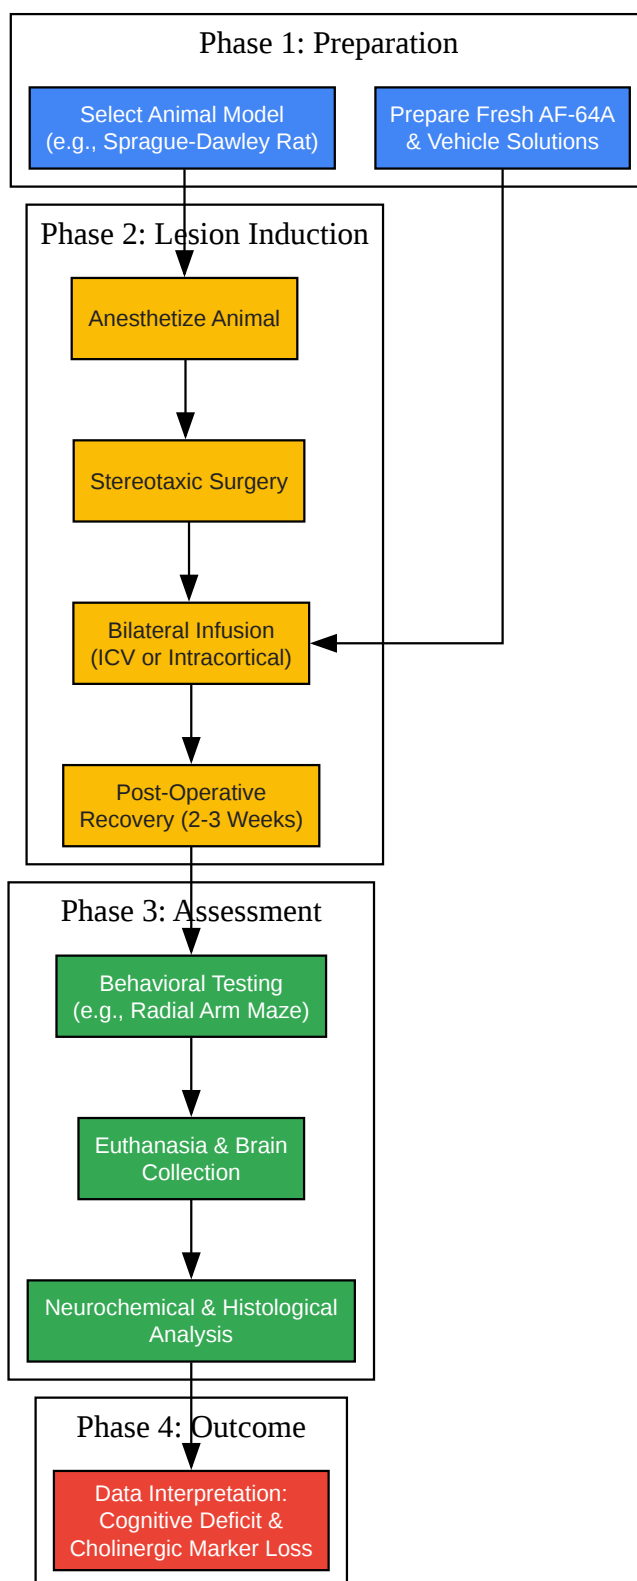 Phase 1: Preparation
Select Animal Model
(e.g., Sprague-Dawley Rat)
Prepare Fresh AF-64A
& Vehicle Solutions
Phase 2: Lesion Induction
Anesthetize Animal
Stereotaxic Surgery
Bilateral Infusion
(ICV or Intracortical)
Post-Operative
Recovery (2-3 Weeks)
Phase 3: Assessment
Behavioral Testing
(e.g., Radial Arm Maze)
Euthanasia & Brain
Collection
Neurochemical & Histological
Analysis
Phase 4: Outcome
Data Interpretation:
Cognitive Deficit &
Cholinergic Marker Loss